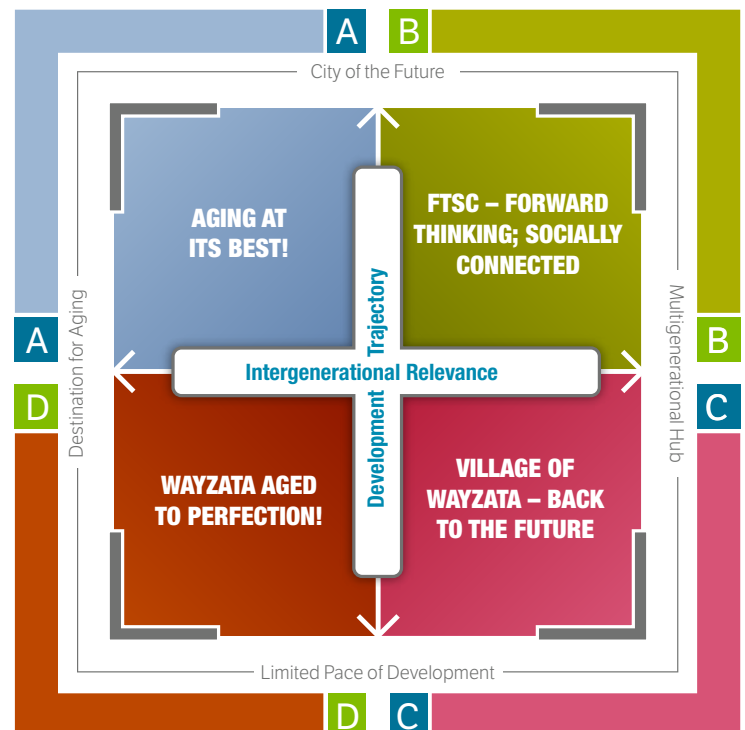 A B
City of the Future
AGING AT
ITS BEST!
FTSC – FORWARD
THINKING; SOCIALLY
CONNECTED
Destination for Aging
Multigenerational Hub
A
B
Development Trajectory
Intergenerational Relevance
D
C
WAYZATA AGED
TO PERFECTION!
VILLAGE OF
WAYZATA – BACK
TO THE FUTURE
Limited Pace of Development
D C